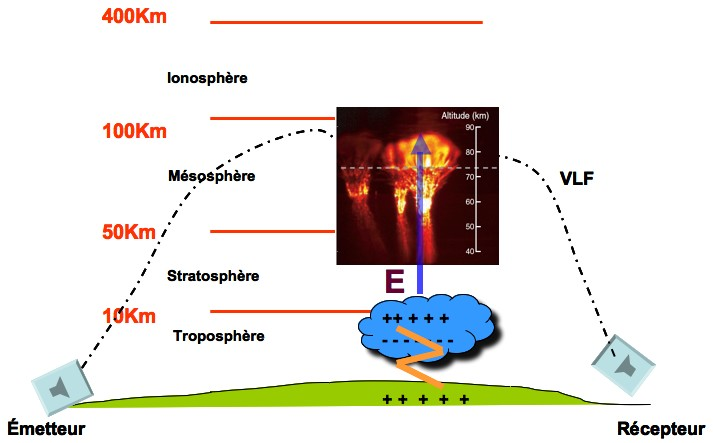 400Km
Ionosphère
100Km
Altitude (km)
90
80
70
60
50
40
Mésosphère
VLF
50Km
Stratosphère
E
10Km
++ + + +
Troposphère
- - - - - - -
+ + + + +
Émetteur
Récepteur